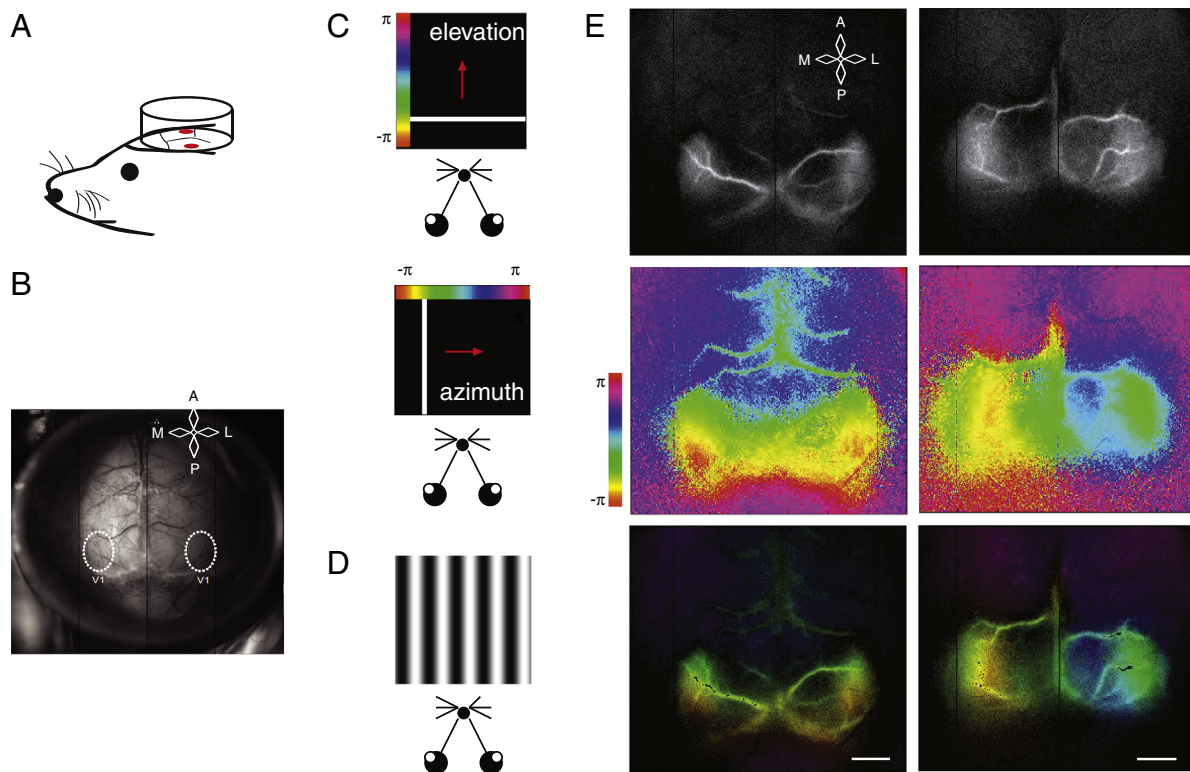 A
B
A
M
L
P
V1
V1
C
π
elevation
-π
-π
π
π
azimuth
D
E
A
M
L
P
π
-π